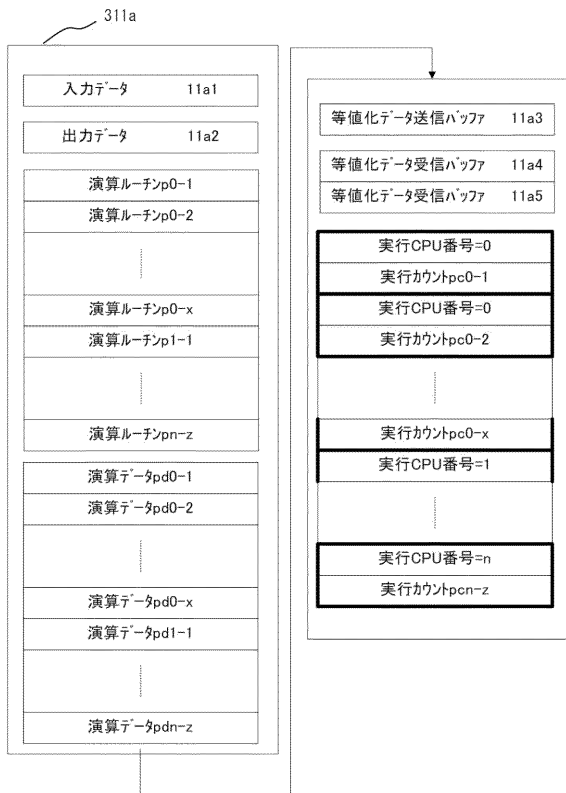 311a
入力ﾃﾞｰﾀ 11a1
出力ﾃﾞｰﾀ 11a2
演算ﾙｰﾁﾝp0-1
演算ﾙｰﾁﾝp0-2
演算ﾙｰﾁﾝp0-x
演算ﾙｰﾁﾝp1-1
演算ﾙｰﾁﾝpn-z
演算ﾃﾞｰﾀpd0-1
演算ﾃﾞｰﾀpd0-2
演算ﾃﾞｰﾀpd0-x
演算ﾃﾞｰﾀpd1-1
演算ﾃﾞｰﾀpdn-z
等値化ﾃﾞｰﾀ送信ﾊﾞｯﾌｧ 11a3
等値化ﾃﾞｰﾀ受信ﾊﾞｯﾌｧ 11a4
等値化ﾃﾞｰﾀ受信ﾊﾞｯﾌｧ 11a5
実行CPU番号=0
実行ｶｳﾝﾄpc0-1
実行CPU番号=0
実行ｶｳﾝﾄpc0-2
実行ｶｳﾝﾄpc0-x
実行CPU番号=1
実行CPU番号=n
実行ｶｳﾝﾄpcn-z